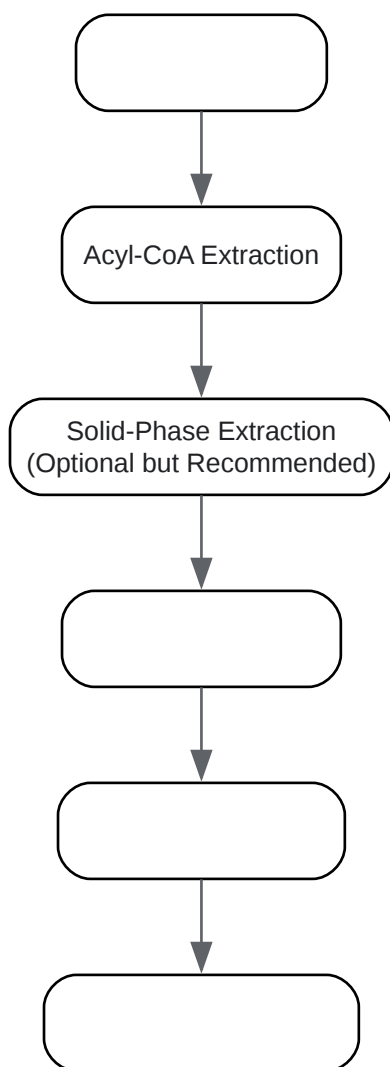 Acyl-CoA Extraction
Solid-Phase Extraction
(Optional but Recommended)